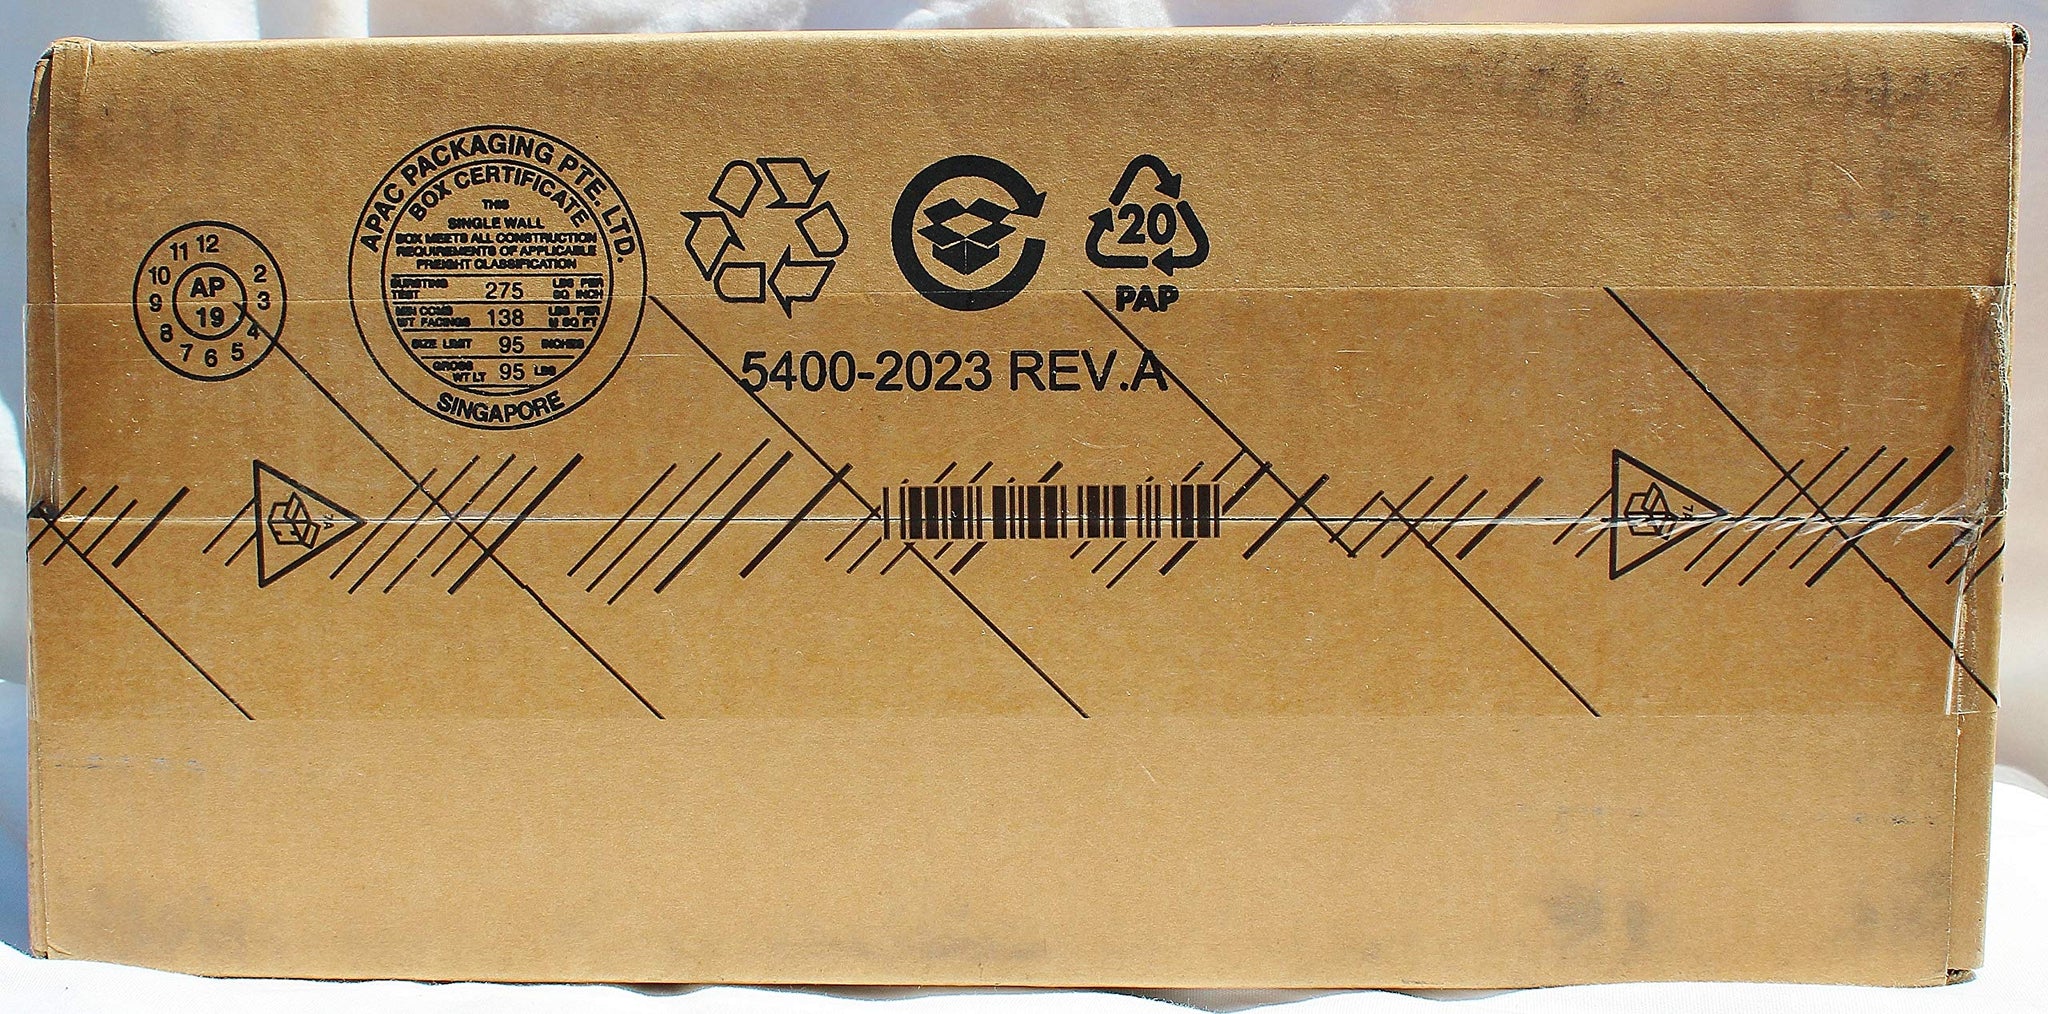 12
11
10
9
8
7
6
5
4
3
2
AP
19
APAC PACKAGING PTE. LTD.
BOX CERTIFICATE
THIS
SINGLE WALL
BOX MEETS ALL CONSTRUCTION
REQUIREMENTS OF APPLICABLE
FREIGHT CLASSIFICATION
BURSTING TEST 275 LBS PER SQ INCH
MIN COMB WT FACINGS 138 LBS PER M SQ FT
SIZE LIMIT 95 INCHES
GROSS WT LT 95 LBS
SINGAPORE
20
PAP
5400-2023 REV.A
7A
7A